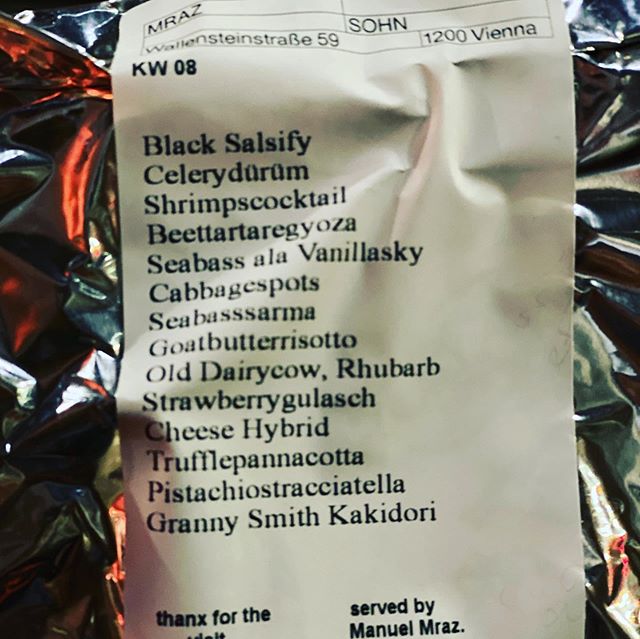 MRAZ SOHN
Wallensteinstraße 59 1200 Vienna
KW 08
Black Salsify
Celerydürüm
Shrimpscocktail
Beettartaregyoza
Seabass ala Vanillasky
Cabbagespots
Seabasssarma
Goatbutterrisotto
Old Dairycow, Rhubarb
Strawberrygulasch
Cheese Hybrid
Trufflepannacotta
Pistachiostracciatella
Granny Smith Kakidori
thanx for the served by
Manuel Mraz.